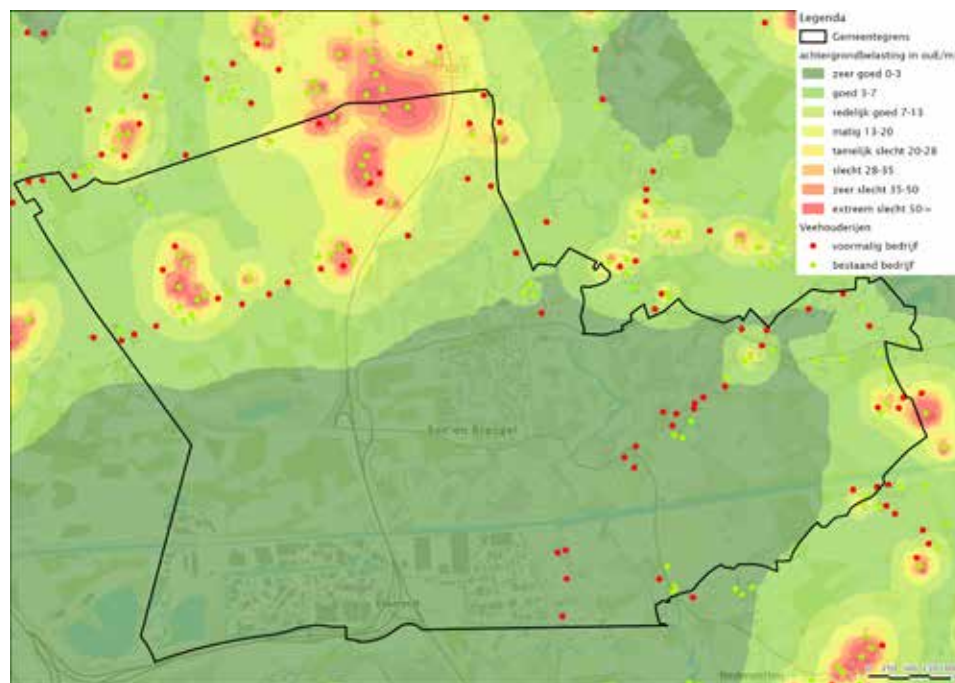 Legenda
Gemeentegrens
achtergrondbelasting in ouE/m
zeer goed 0-3
goed 3-7
redelijk goed 7-13
matig 13-20
tamelijk slecht 20-28
slecht 28-35
zeer slecht 35-50
extreem slecht 50->
Veehouderijen
voormalig bedrijf
bestaand bedrijf
Son en Breugel